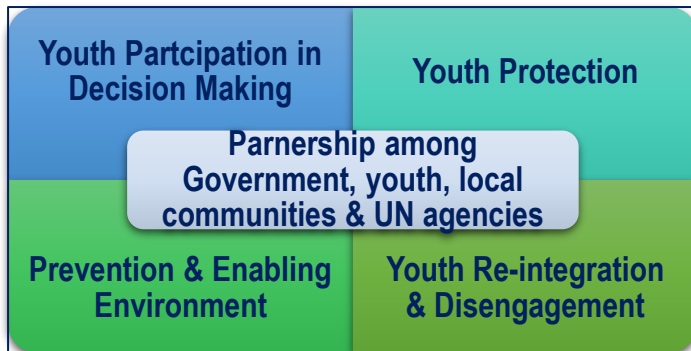 Youth Partcipation in
Decision Making
Youth Protection
Parnership among
Government, youth, local
communities & UN agencies
Prevention & Enabling
Environment
Youth Re-integration
& Disengagement